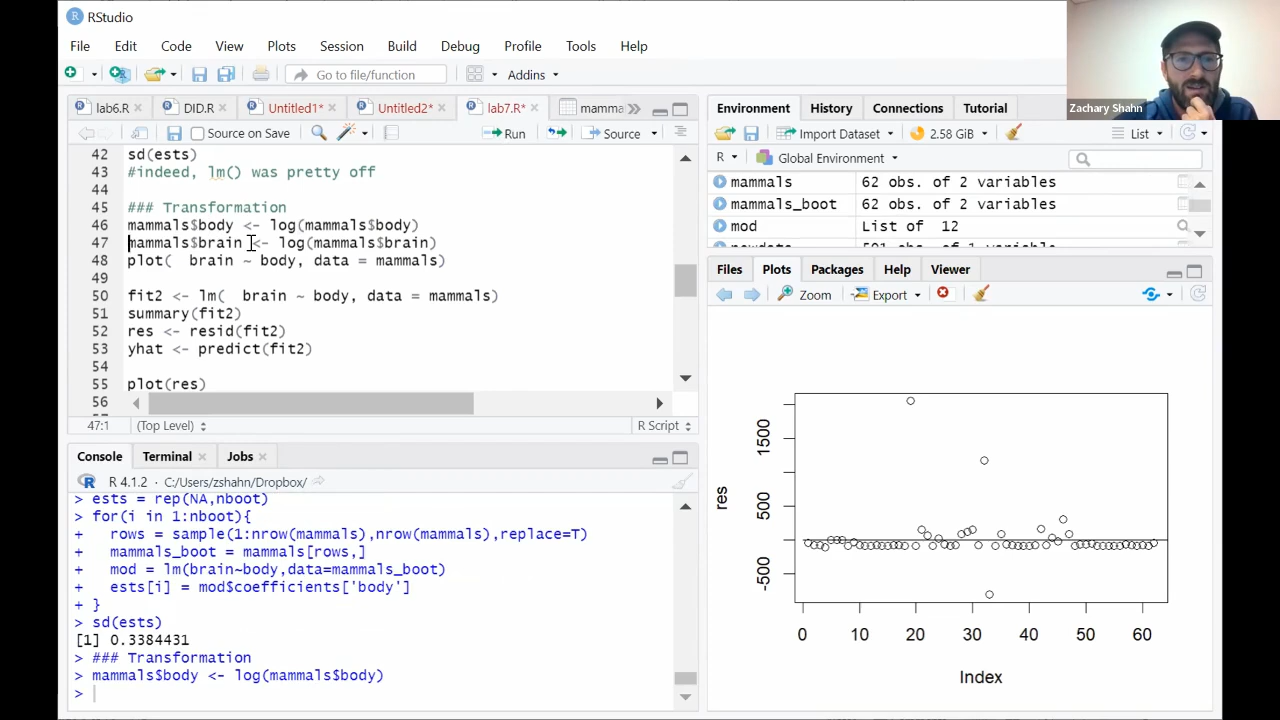 RStudio
File Edit Code View Plots Session Build Debug Profile Tools Help
Go to file/function Addins
lab6.R DID.R Untitled1* Untitled2* lab7.R* mamma
Source on Save Run Source
42 sd(ests)
43 #indeed, lm() was pretty off
44
45 ### Transformation
46 mammals$body <- log(mammals$body)
47 mammals$brain <- log(mammals$brain)
48 plot(  brain ~ body, data = mammals)
49
50 fit2 <- lm(  brain ~ body, data = mammals)
51 summary(fit2)
52 res <- resid(fit2)
53 yhat <- predict(fit2)
54
55 plot(res)
56
47:1 (Top Level) R Script
Console Terminal Jobs
R 4.1.2 · C:/Users/zshahn/Dropbox/
> ests = rep(NA,nboot)
> for(i in 1:nboot){
+   rows = sample(1:nrow(mammals),nrow(mammals),replace=T)
+   mammals_boot = mammals[rows,]
+   mod = lm(brain~body,data=mammals_boot)
+   ests[i] = mod$coefficients['body']
+ }
> sd(ests)
[1] 0.3384431
> ### Transformation
> mammals$body <- log(mammals$body)
>
Zachary Shahn
Environment History Connections Tutorial
Import Dataset 2.58 GiB List
R Global Environment
mammals 62 obs. of 2 variables
mammals_boot 62 obs. of 2 variables
mod List of 12
Files Plots Packages Help Viewer
Zoom Export
res
1500
500
-500
0 10 20 30 40 50 60
Index